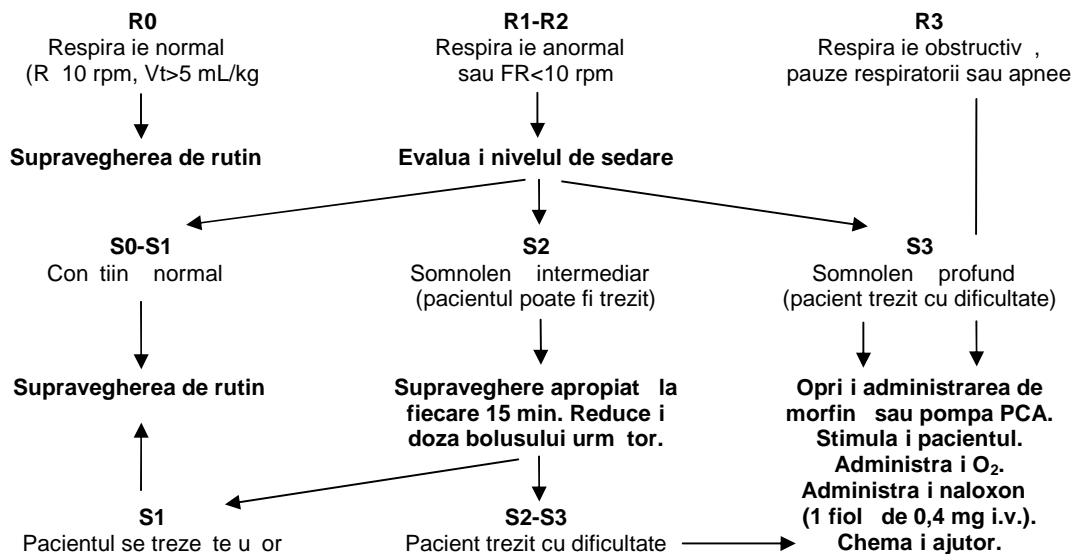 R0
Respira ie normal
(R 10 rpm, Vt>5 mL/kg
R1-R2
Respira ie anormal
sau FR<10 rpm
R3
Respira ie obstructiv ,
pauze respiratorii sau apnee
Supravegherea de rutin
Evalua i nivelul de sedare
S0-S1
Con tiin normal
S2
Somnolen intermediar
(pacientul poate fi trezit)
S3
Somnolen profund
(pacient trezit cu dificultate)
Supravegherea de rutin
Supraveghere apropiat la
fiecare 15 min. Reduce i
doza bolusului urm tor.
Opri i administrarea de
morfin sau pompa PCA.
Stimula i pacientul.
Administra i O₂.
Administra i naloxon
(1 fiol de 0,4 mg i.v.).
Chema i ajutor.
S1
Pacientul se treze te u or
S2-S3
Pacient trezit cu dificultate